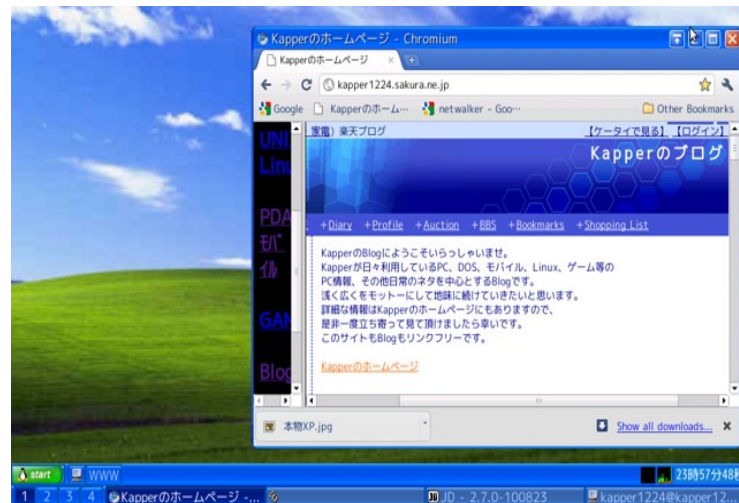 Kapperのホームページ - Chromium
Kapperのホームページ ×
kapper1224.sakura.ne.jp
Google Kapperのホーム… netwalker - Goo… Other Bookmarks
UNI
Linu
PDA
ﾓﾊﾞ
ｲﾙ
GAM
Blog
家電) 楽天ブログ 【ケータイで見る】 【ログイン】
Kapperのブログ
+Diary +Profile +Auction +BBS +Bookmarks +Shopping List
KapperのBlogにようこそいらっしゃいませ。
Kapperが日々利用しているPC、DOS、モバイル、Linux、ゲーム等の
PC情報、その他日常のネタを中心とするBlogです。
浅く広くをモットーにして地味に続けていきたいと思います。
詳細な情報はKapperのホームページにもありますので、
是非一度立ち寄って見て頂けましたら幸いです。
このサイトもBlogもリンクフリーです。
Kapperのホームページ
本物XP.jpg Show all downloads... ×
start WWW 23時57分48秒
1 2 3 4 Kapperのホームページ -... JD - 2.7.0-100823 kapper1224@kapper12...